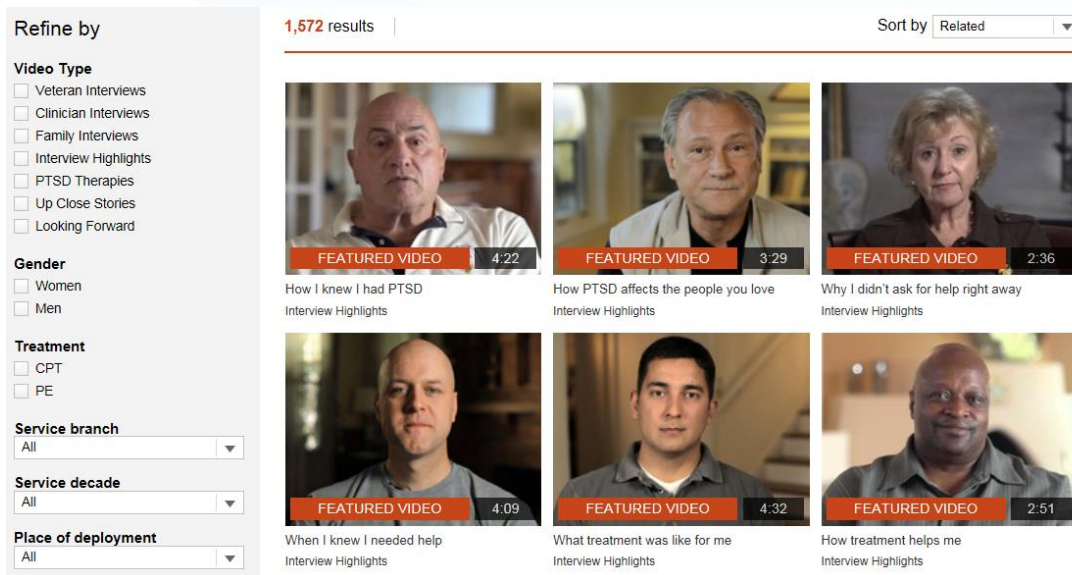 Refine by
Video Type
Veteran Interviews
Clinician Interviews
Family Interviews
Interview Highlights
PTSD Therapies
Up Close Stories
Looking Forward
Gender
Women
Men
Treatment
CPT
PE
Service branch
All
Service decade
All
Place of deployment
All
1,572 results
Sort by Related
FEATURED VIDEO 4:22
How I knew I had PTSD
Interview Highlights
FEATURED VIDEO 3:29
How PTSD affects the people you love
Interview Highlights
FEATURED VIDEO 2:36
Why I didn't ask for help right away
Interview Highlights
FEATURED VIDEO 4:09
When I knew I needed help
Interview Highlights
FEATURED VIDEO 4:32
What treatment was like for me
Interview Highlights
FEATURED VIDEO 2:51
How treatment helps me
Interview Highlights